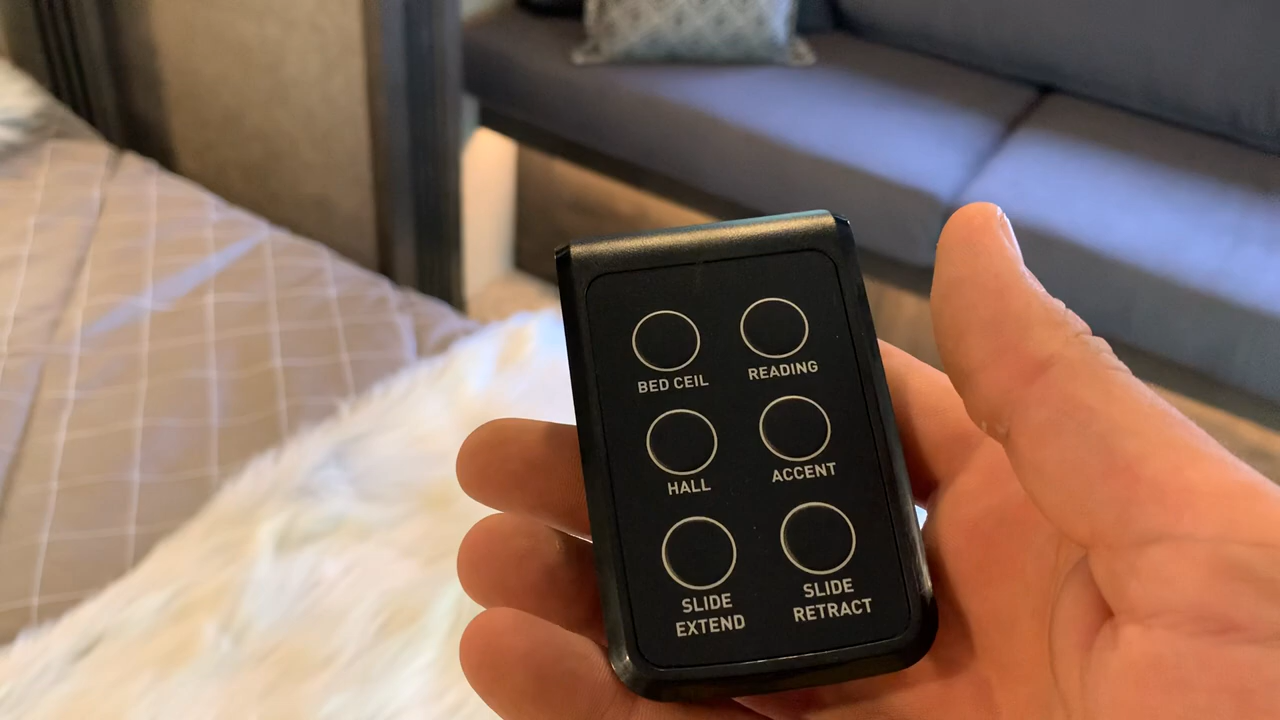 BED CEIL
READING
HALL
ACCENT
SLIDE
EXTEND
SLIDE
RETRACT